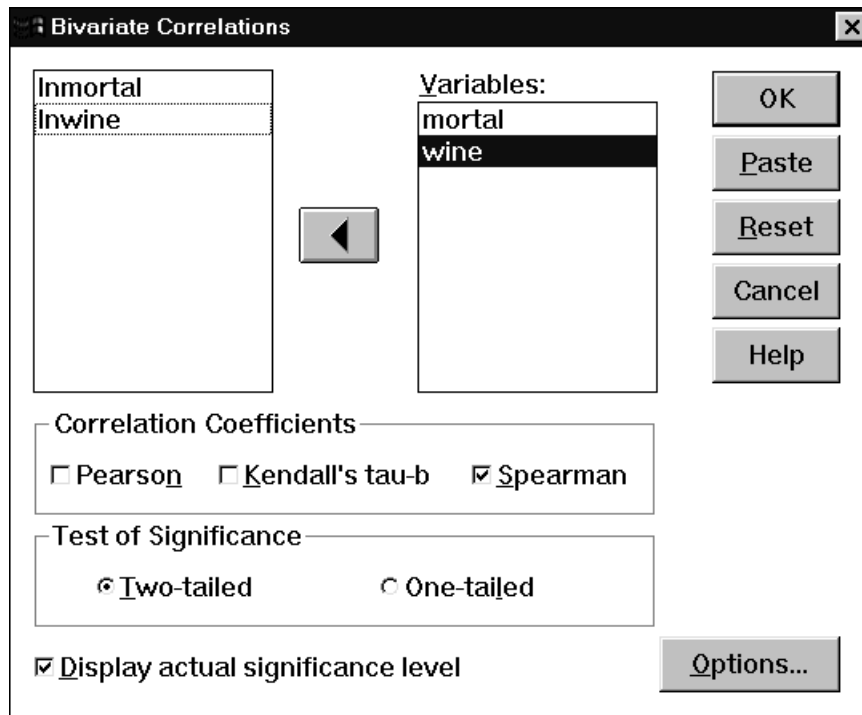 Bivariate Correlations
lnmortal
lnwine
Variables:
mortal
wine
OK
Paste
Reset
Cancel
Help
Correlation Coefficients
Pearson Kendall's tau-b Spearman
Test of Significance
Two-tailed One-tailed
Display actual significance level
Options...